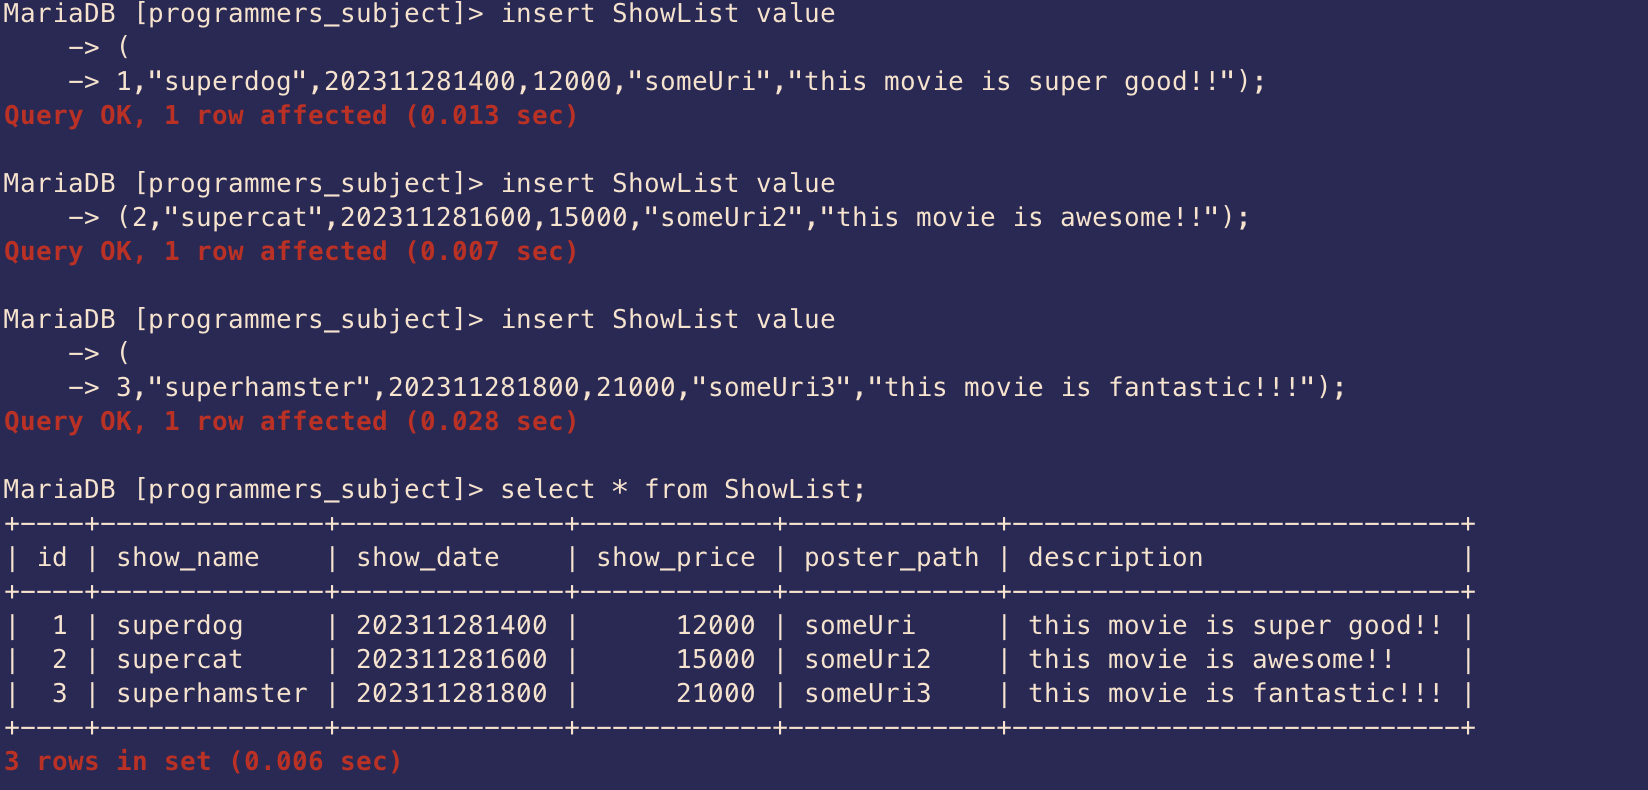 MariaDB [programmers_subject]> insert ShowList value
    -> (
    -> 1,"superdog",202311281400,12000,"someUri","this movie is super good!!");
Query OK, 1 row affected (0.013 sec)

MariaDB [programmers_subject]> insert ShowList value
    -> (2,"supercat",202311281600,15000,"someUri2","this movie is awesome!!");
Query OK, 1 row affected (0.007 sec)

MariaDB [programmers_subject]> insert ShowList value
    -> (
    -> 3,"superhamster",202311281800,21000,"someUri3","this movie is fantastic!!!");
Query OK, 1 row affected (0.028 sec)

MariaDB [programmers_subject]> select * from ShowList;
+----+--------------+--------------+------------+-------------+----------------------------+
| id | show_name    | show_date    | show_price | poster_path | description                |
+----+--------------+--------------+------------+-------------+----------------------------+
|  1 | superdog     | 202311281400 |      12000 | someUri     | this movie is super good!! |
|  2 | supercat     | 202311281600 |      15000 | someUri2    | this movie is awesome!!    |
|  3 | superhamster | 202311281800 |      21000 | someUri3    | this movie is fantastic!!! |
+----+--------------+--------------+------------+-------------+----------------------------+
3 rows in set (0.006 sec)